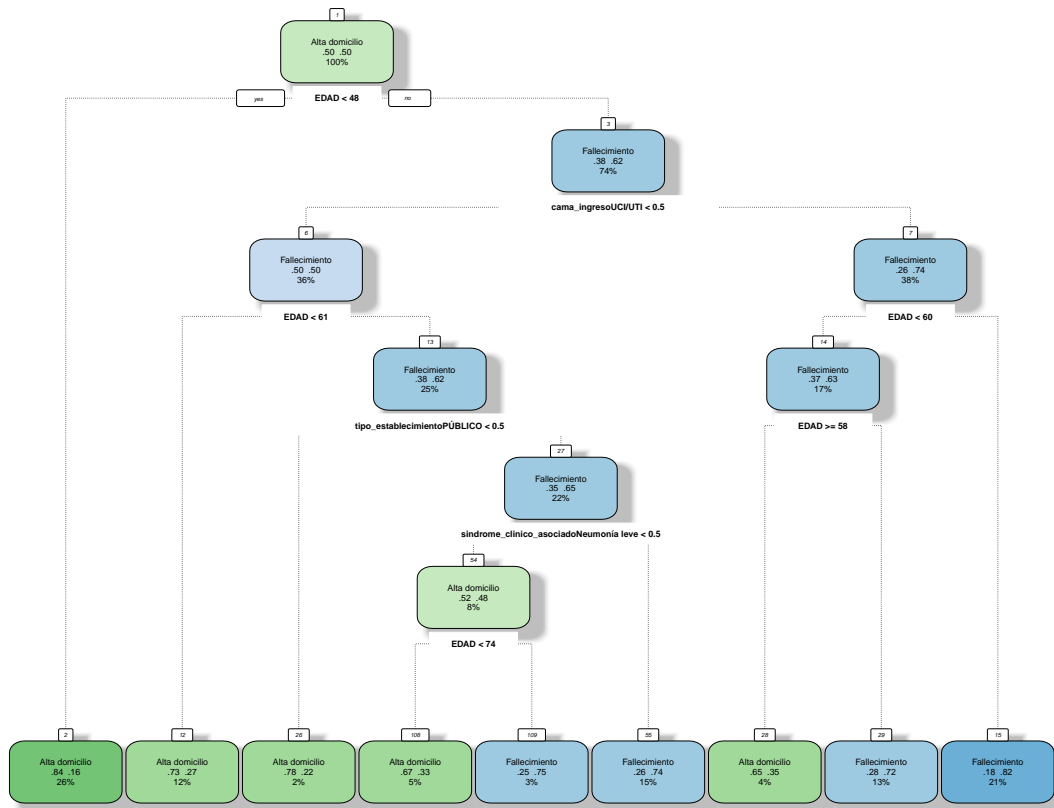 1
Alta domicilio
.50 .50
100%
yes
EDAD < 48
no
3
Fallecimiento
.38 .62
74%
cama_ingresoUCI/UTI < 0.5
6
Fallecimiento
.50 .50
36%
7
Fallecimiento
.26 .74
38%
EDAD < 61
EDAD < 60
13
Fallecimiento
.38 .62
25%
14
Fallecimiento
.37 .63
17%
tipo_establecimientoPÚBLICO < 0.5
EDAD >= 58
27
Fallecimiento
.35 .65
22%
sindrome_clinico_asociadoNeumonía leve < 0.5
54
Alta domicilio
.52 .48
8%
EDAD < 74
2
Alta domicilio
.84 .16
26%
12
Alta domicilio
.73 .27
12%
26
Alta domicilio
.78 .22
2%
108
Alta domicilio
.67 .33
5%
109
Fallecimiento
.25 .75
3%
55
Fallecimiento
.26 .74
15%
28
Alta domicilio
.65 .35
4%
29
Fallecimiento
.28 .72
13%
15
Fallecimiento
.18 .82
21%